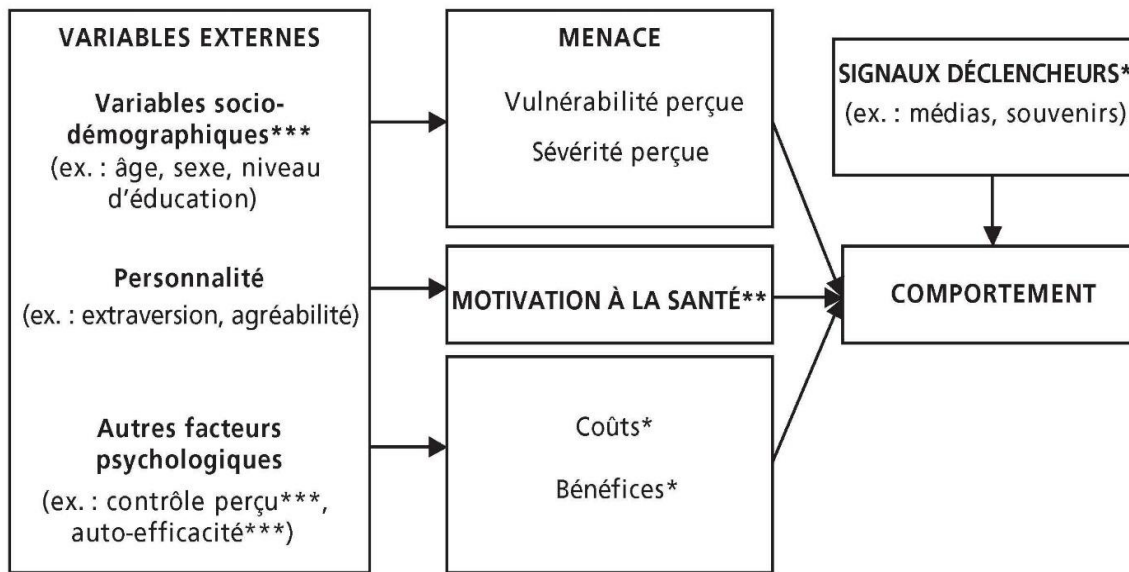 VARIABLES EXTERNES
Variables socio-
démographiques***
(ex. : âge, sexe, niveau
d'éducation)
Personnalité
(ex. : extraversion, agréabilité)
Autres facteurs
psychologiques
(ex. : contrôle perçu***,
auto-efficacité***)
MENACE
Vulnérabilité perçue
Sévérité perçue
MOTIVATION À LA SANTÉ**
Coûts*
Bénéfices*
SIGNAUX DÉCLENCHEURS*
(ex. : médias, souvenirs)
COMPORTEMENT